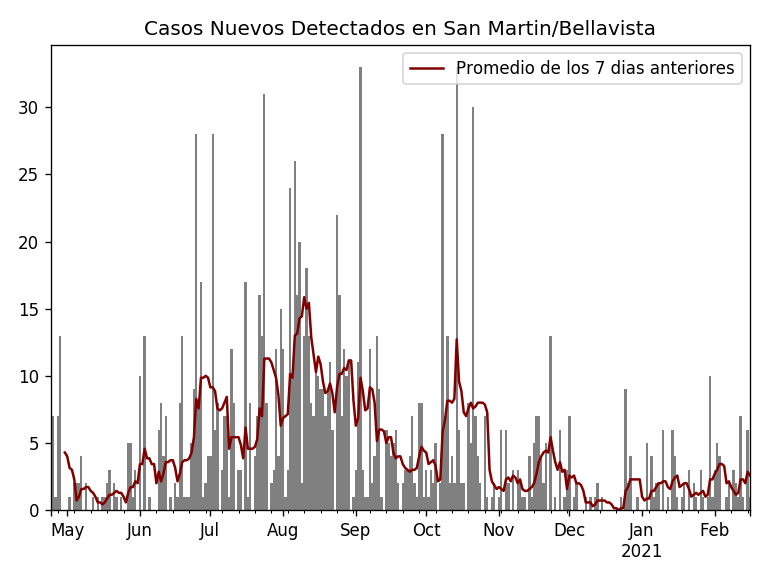 Casos Nuevos Detectados en San Martin/Bellavista
Promedio de los 7 dias anteriores
30
25
20
15
10
5
0
May Jun Jul Aug Sep Oct Nov Dec Jan Feb
2021